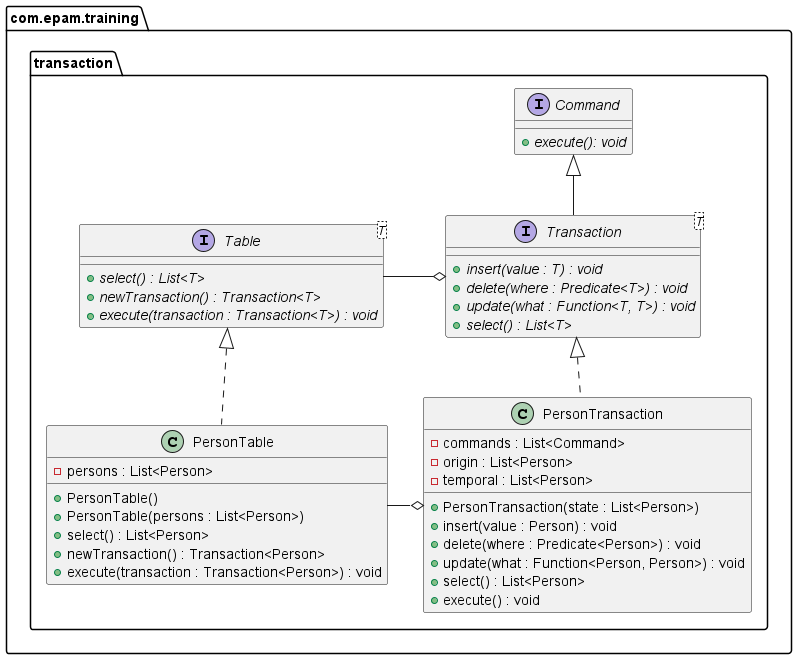 com.epam.training
transaction
I Command
execute(): void
I Table
T
select() : List<T>
newTransaction() : Transaction<T>
execute(transaction : Transaction<T>) : void
I Transaction
T
insert(value : T) : void
delete(where : Predicate<T>) : void
update(what : Function<T, T>) : void
select() : List<T>
C PersonTable
persons : List<Person>
PersonTable()
PersonTable(persons : List<Person>)
select() : List<Person>
newTransaction() : Transaction<Person>
execute(transaction : Transaction<Person>) : void
C PersonTransaction
commands : List<Command>
origin : List<Person>
temporal : List<Person>
PersonTransaction(state : List<Person>)
insert(value : Person) : void
delete(where : Predicate<Person>) : void
update(what : Function<Person, Person>) : void
select() : List<Person>
execute() : void